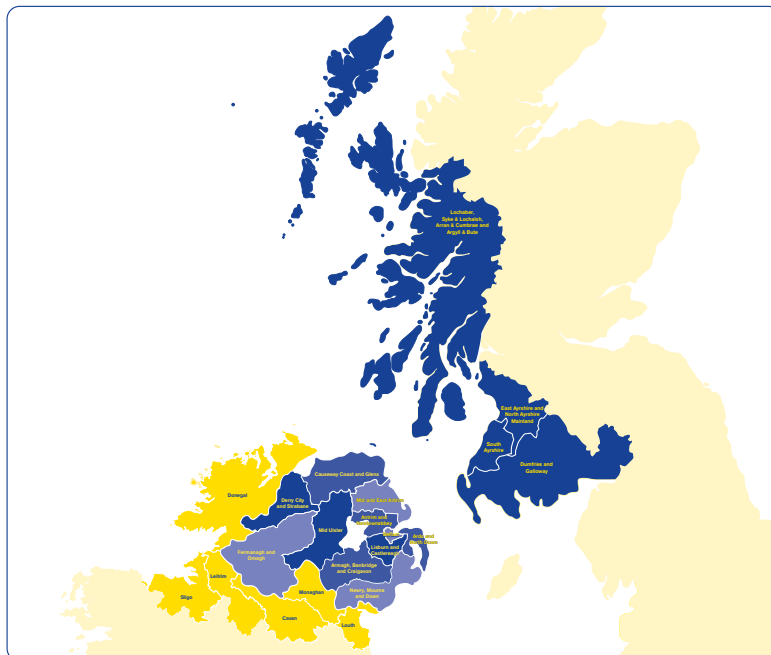 Lochaber,
Syke & Lochalsh,
Arran & Cumbrae and
Argyll & Bute
East Ayrshire and
North Ayrshire
Mainland
South
Ayrshire
Dumfries and
Galloway
Causeway Coast and Glens
Donegal
Derry City
and Strabane
Mid and East Antrim
Antrim and
Newtownabbey
Mid Ulster
Belfast
Ards and
North Down
Lisburn and
Castlereagh
Fermanagh and
Omagh
Armagh, Banbridge
and Craigavon
Leitrim
Monaghan
Newry, Mourne
and Down
Sligo
Cavan
Louth